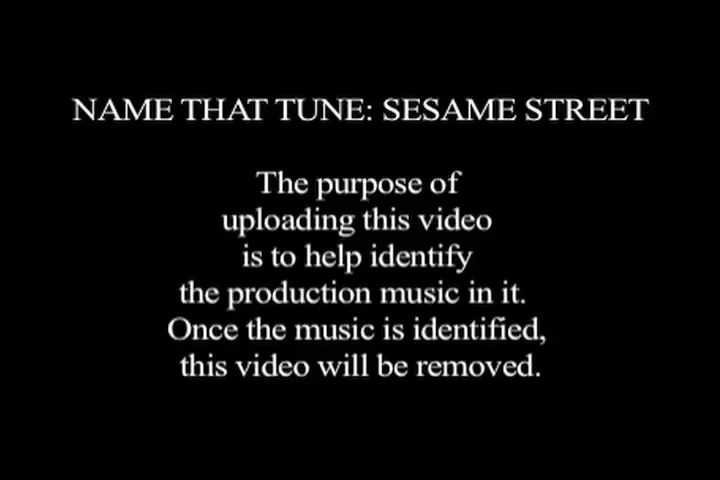 NAME THAT TUNE: SESAME STREET
The purpose of
uploading this video
is to help identify
the production music in it.
Once the music is identified,
this video will be removed.